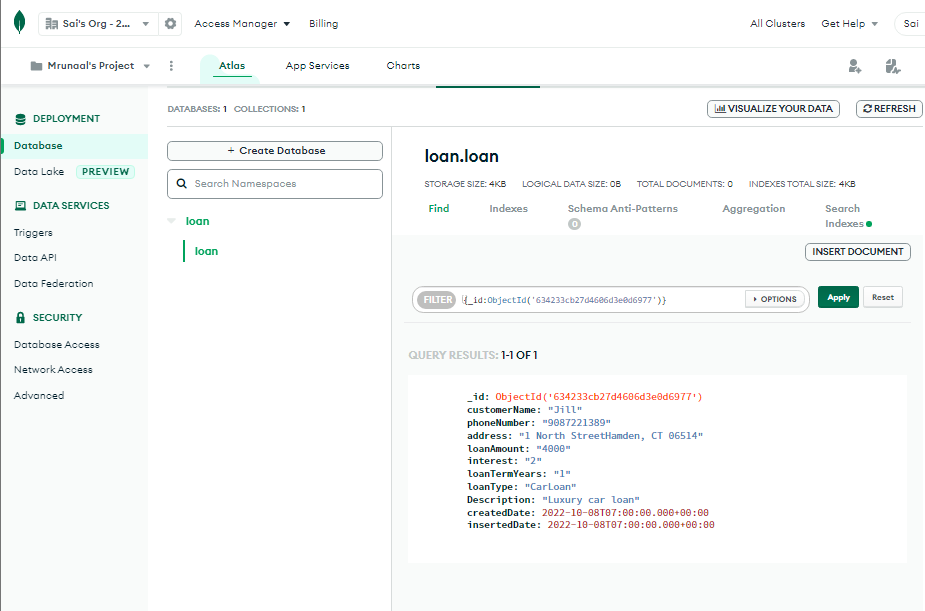 Sai's Org - 2...
Access Manager
Billing
All Clusters
Get Help
Sai
Mrunaal's Project
Atlas
App Services
Charts
DEPLOYMENT
Database
Data Lake PREVIEW
DATA SERVICES
Triggers
Data API
Data Federation
SECURITY
Database Access
Network Access
Advanced
DATABASES: 1 COLLECTIONS: 1
VISUALIZE YOUR DATA
REFRESH
+ Create Database
Search Namespaces
loan
loan
loan.loan
STORAGE SIZE: 4KB LOGICAL DATA SIZE: 0B TOTAL DOCUMENTS: 0 INDEXES TOTAL SIZE: 4KB
Find
Indexes
Schema Anti-Patterns
0
Aggregation
Search
Indexes
INSERT DOCUMENT
FILTER {_id:ObjectId('634233cb27d4606d3e0d6977')}
OPTIONS
Apply
Reset
QUERY RESULTS: 1-1 OF 1
_id: ObjectId('634233cb27d4606d3e0d6977')
customerName: "Jill"
phoneNumber: "9087221389"
address: "1 North StreetHamden, CT 06514"
loanAmount: "4000"
interest: "2"
loanTermYears: "1"
loanType: "CarLoan"
Description: "Luxury car loan"
createdDate: 2022-10-08T07:00:00.000+00:00
insertedDate: 2022-10-08T07:00:00.000+00:00